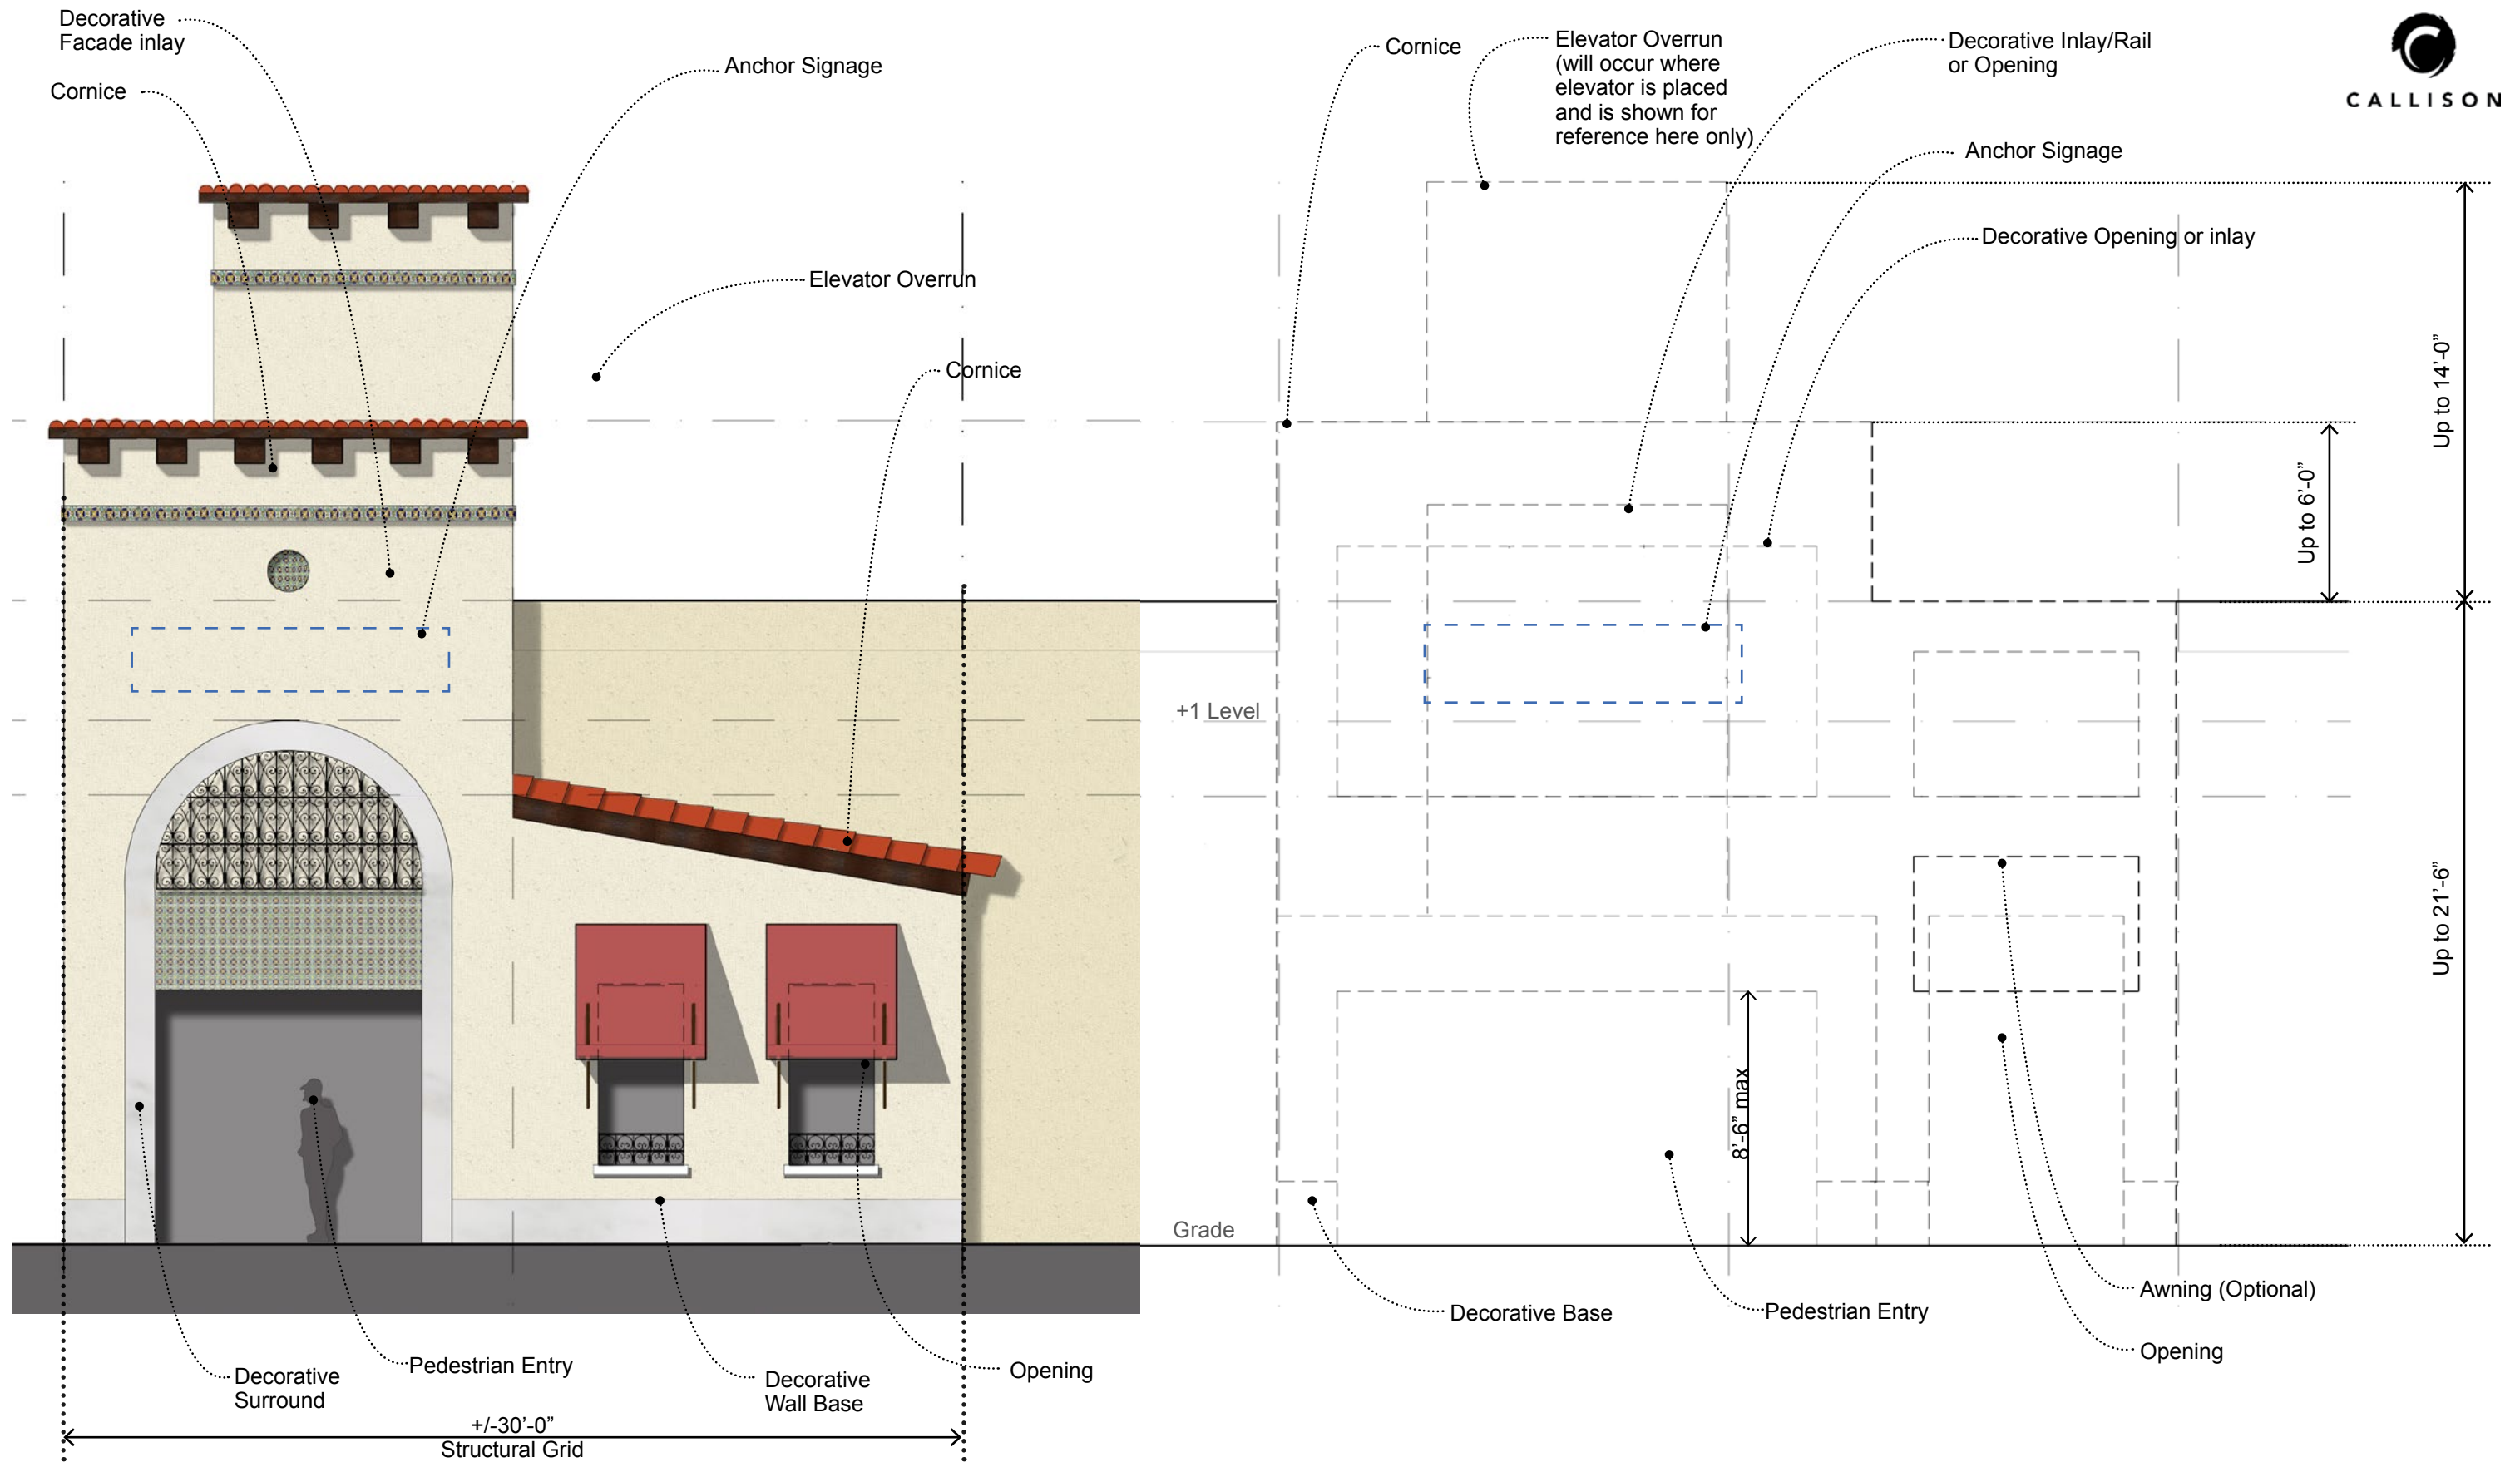 Decorative
Facade inlay
Cornice
Anchor Signage
Elevator Overrun
Cornice
Cornice
Elevator Overrun
(will occur where
elevator is placed
and is shown for
reference here only)
Decorative Inlay/Rail
or Opening
Anchor Signage
Decorative Opening or inlay
CALLISON
Up to 14’-0”
Up to 6’-0”
+1 Level
Up to 21’-6”
8’-6” max
Grade
Decorative
Surround
Pedestrian Entry
Decorative
Wall Base
Opening
Decorative Base
Pedestrian Entry
Awning (Optional)
Opening
+/-30’-0”
Structural Grid